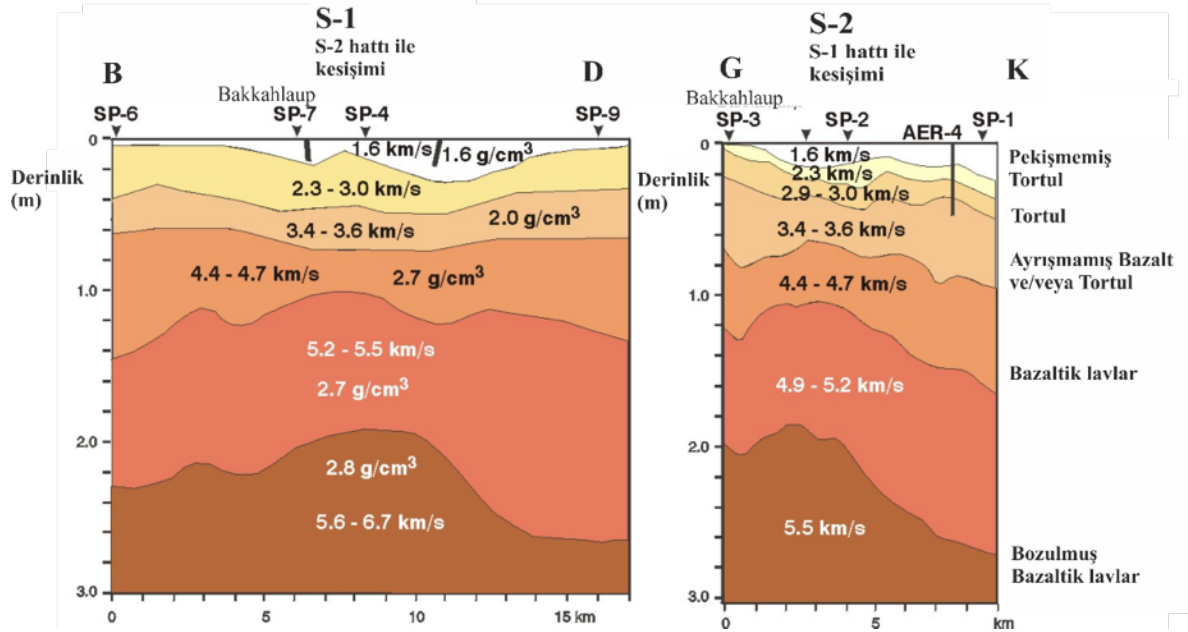 S-1
S-2 hattı ile
kesişimi
B
D
Bakkahlaup
SP-6
SP-7
SP-4
SP-9
0
Derinlik
(m)
1.0
2.0
3.0
1.6 km/s
1.6 g/cm³
2.3 - 3.0 km/s
2.0 g/cm³
3.4 - 3.6 km/s
4.4 - 4.7 km/s
2.7 g/cm³
5.2 - 5.5 km/s
2.7 g/cm³
2.8 g/cm³
5.6 - 6.7 km/s
0
5
10
15 km
S-2
S-1 hattı ile
kesişimi
G
K
Bakkahlaup
SP-3
SP-2
AER-4
SP-1
0
Derinlik
(m)
1.0
2.0
3.0
1.6 km/s
2.3 km/s
2.9 - 3.0 km/s
3.4 - 3.6 km/s
4.4 - 4.7 km/s
4.9 - 5.2 km/s
5.5 km/s
0
5
km
Pekişmemiş
Tortul
Tortul
Ayrışmamış Bazalt
ve/veya Tortul
Bazaltik lavlar
Bozulmuş
Bazaltik lavlar